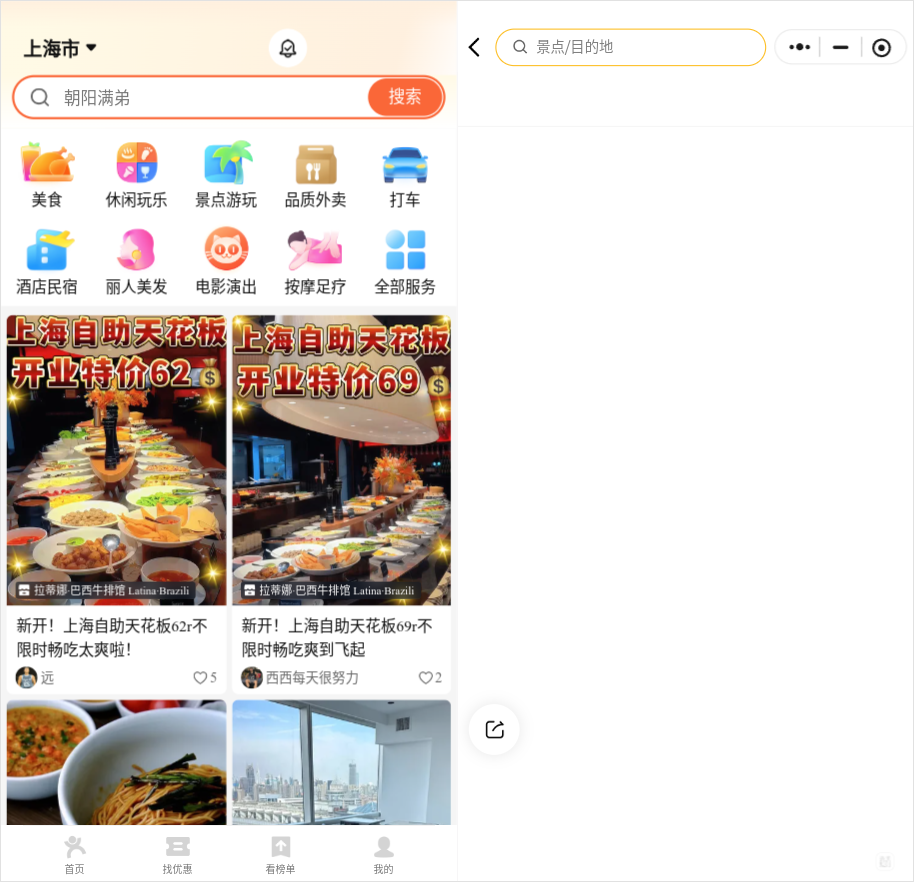 上海市
朝阳满弟
搜索
美食
休闲玩乐
景点游玩
品质外卖
打车
酒店民宿
丽人美发
电影演出
按摩足疗
全部服务
上海自助天花板
开业特价62
拉蒂娜·巴西牛排馆 Latina·Brazili
新开！上海自助天花板62r不
限时畅吃太爽啦！
远
5
上海自助天花板
开业特价69
拉蒂娜·巴西牛排馆 Latina·Brazili
新开！上海自助天花板69r不
限时畅吃爽到飞起
西西每天很努力
2
首页
找优惠
看榜单
我的
景点/目的地